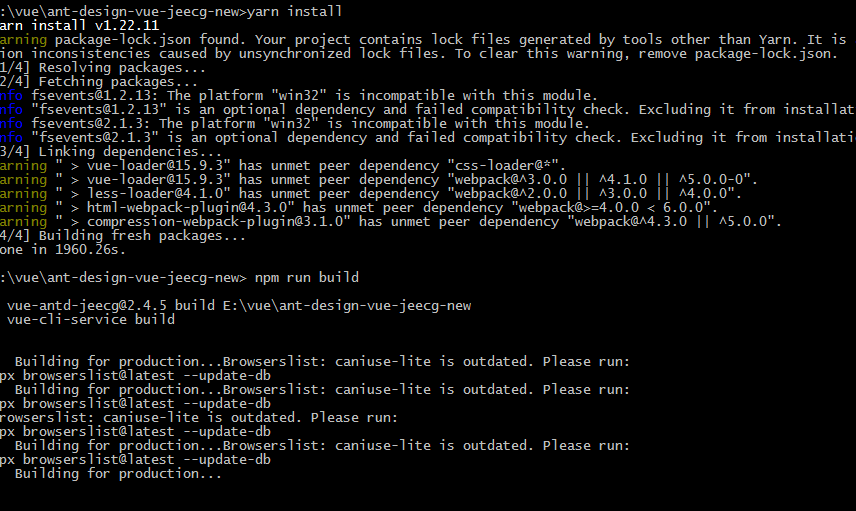 :\vue\ant-design-vue-jeecg-new>yarn install
arn install v1.22.11
arning package-lock.json found. Your project contains lock files generated by tools other than Yarn. It is
ion inconsistencies caused by unsynchronized lock files. To clear this warning, remove package-lock.json.
1/4] Resolving packages...
2/4] Fetching packages...
nfo fsevents@1.2.13: The platform "win32" is incompatible with this module.
nfo "fsevents@1.2.13" is an optional dependency and failed compatibility check. Excluding it from installat
nfo fsevents@2.1.3: The platform "win32" is incompatible with this module.
nfo "fsevents@2.1.3" is an optional dependency and failed compatibility check. Excluding it from installatio
3/4] Linking dependencies...
arning " > vue-loader@15.9.3" has unmet peer dependency "css-loader@*".
arning " > vue-loader@15.9.3" has unmet peer dependency "webpack@^3.0.0 || ^4.1.0 || ^5.0.0-0".
arning " > less-loader@4.1.0" has unmet peer dependency "webpack@^2.0.0 || ^3.0.0 || ^4.0.0".
arning " > html-webpack-plugin@4.3.0" has unmet peer dependency "webpack@>=4.0.0 < 6.0.0".
arning " > compression-webpack-plugin@3.1.0" has unmet peer dependency "webpack@^4.3.0 || ^5.0.0".
4/4] Building fresh packages...
one in 1960.26s.
:\vue\ant-design-vue-jeecg-new> npm run build
vue-antd-jeecg@2.4.5 build E:\vue\ant-design-vue-jeecg-new
vue-cli-service build
Building for production...Browserslist: caniuse-lite is outdated. Please run:
px browserslist@latest --update-db
Building for production...Browserslist: caniuse-lite is outdated. Please run:
px browserslist@latest --update-db
rowserslist: caniuse-lite is outdated. Please run:
px browserslist@latest --update-db
Building for production...Browserslist: caniuse-lite is outdated. Please run:
px browserslist@latest --update-db
Building for production...